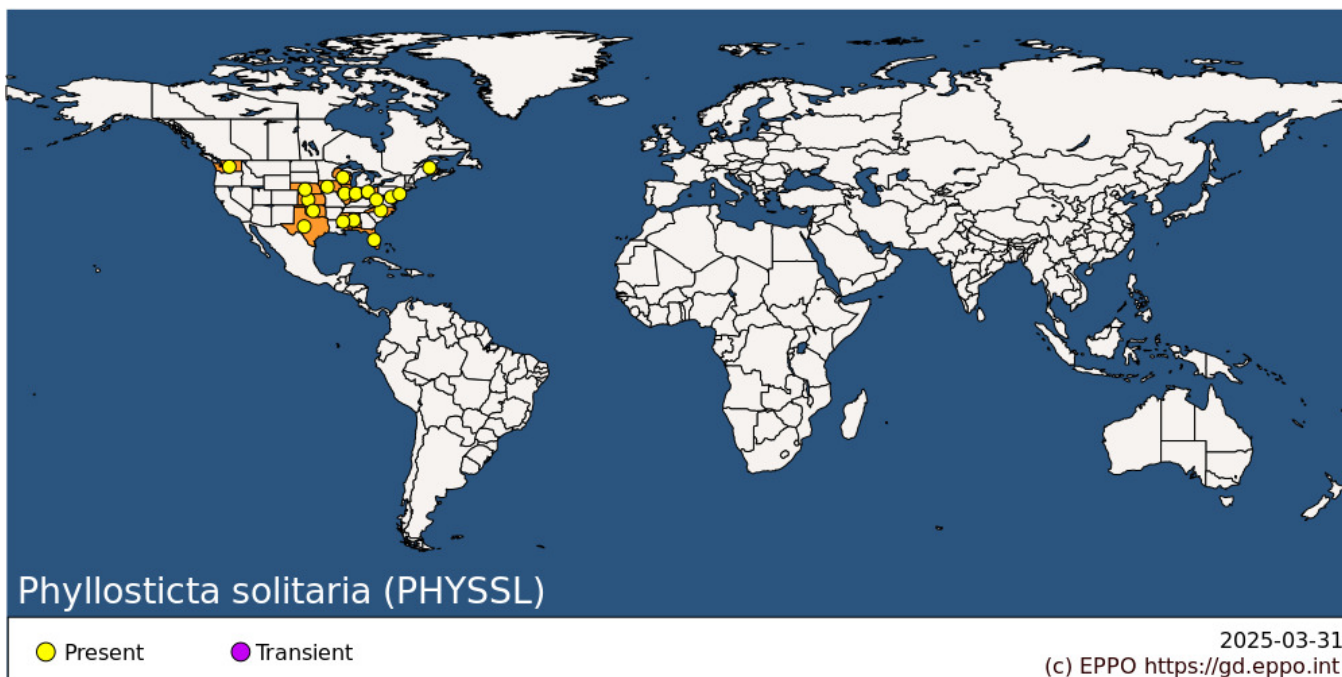 Phyllosticta solitaria (PHYSSL)
Present
Transient
2025-03-31
(c) EPPO https://gd.eppo.int